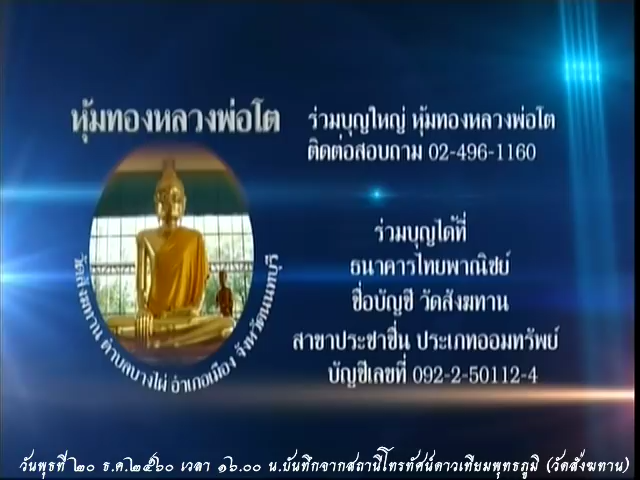 หุ้มทองหลวงพ่อโต
วัดสังฆทาน ตำบลบางไผ่ อำเภอเมือง จังหวัดนนทบุรี
ร่วมบุญใหญ่ หุ้มทองหลวงพ่อโต
ติดต่อสอบถาม 02-496-1160
ร่วมบุญได้ที่
ธนาคารไทยพาณิชย์
ชื่อบัญชี วัดสังฆทาน
สาขาประชาชื่น ประเภทออมทรัพย์
บัญชีเลขที่ 092-2-50112-4
วันพุธที่ ๒๐ ธ.ค.๒๕๖๐ เวลา ๑๖.๐๐ น.บันทึกจากสถานีโทรทัศน์ดาวเทียมพุทธภูมิ (วัดสังฆทาน)